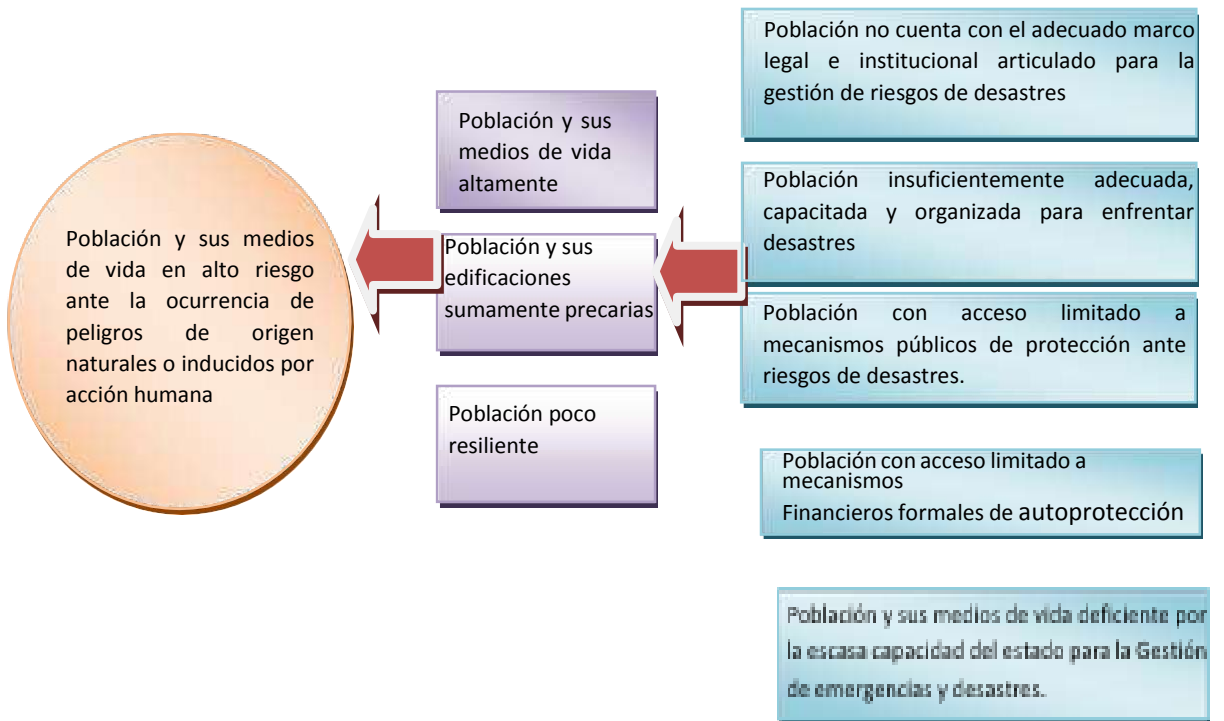 Población y sus medios
de vida en alto riesgo
ante la ocurrencia de
peligros de origen
naturales o inducidos por
acción humana
Población y sus
medios de vida
altamente
Población y sus
edificaciones
sumamente precarias
Población poco
resiliente
Población no cuenta con el adecuado marco
legal e institucional articulado para la
gestión de riesgos de desastres
Población insuficientemente adecuada,
capacitada y organizada para enfrentar
desastres
Población con acceso limitado a
mecanismos públicos de protección ante
riesgos de desastres.
Población con acceso limitado a
mecanismos
Financieros formales de autoprotección
Población y sus medios de vida deficiente por
la escasa capacidad del estado para la Gestión
de emergencias y desastres.